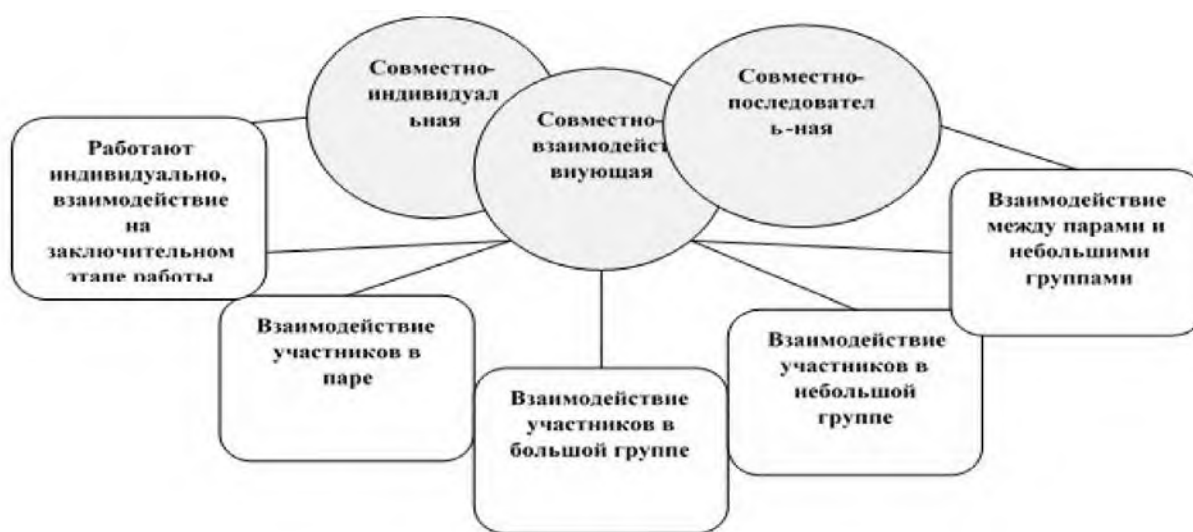 Совместно-
индивидуал
ьная
Совместно-
взаимодейст
виующая
Совместно-
последовател
ь-ная
Работают
индивидуально,
взаимодействие
на
заключительном
этапе работы
Взаимодействие
участников в
паре
Взаимодействие
участников в
большой группе
Взаимодействие
участников в
небольшой
группе
Взаимодействие
между парами и
небольшими
группами